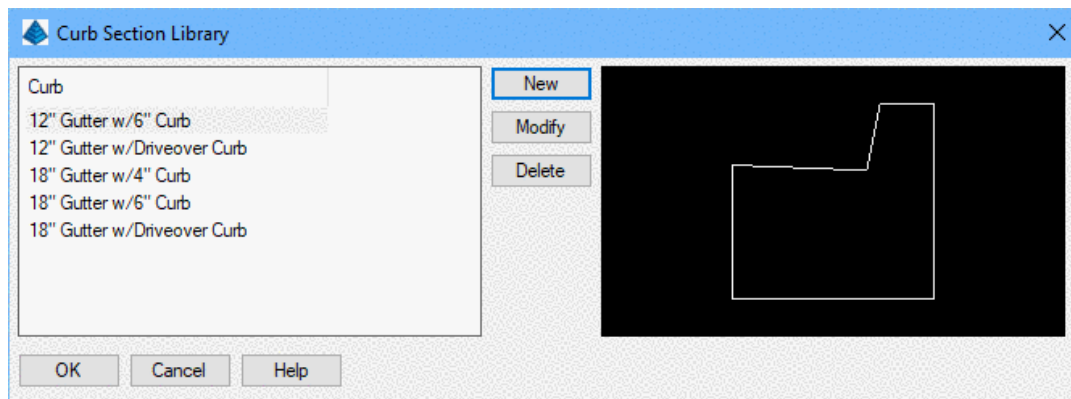 Curb Section Library
Curb
12" Gutter w/6" Curb
12" Gutter w/Driveover Curb
18" Gutter w/4" Curb
18" Gutter w/6" Curb
18" Gutter w/Driveover Curb
New
Modify
Delete
OK
Cancel
Help